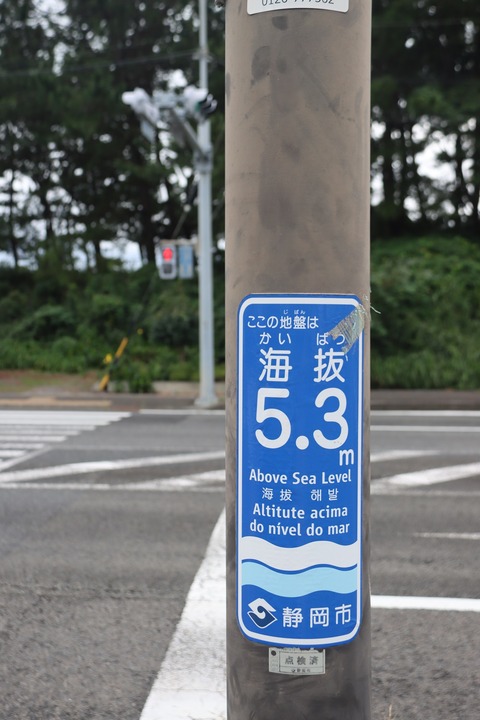 じばん
ここの地盤は
かい ばつ
海 抜
5.3
m
Above Sea Level
海 拔 해 발
Altitute acima
do nível do mar
静岡市
点検済